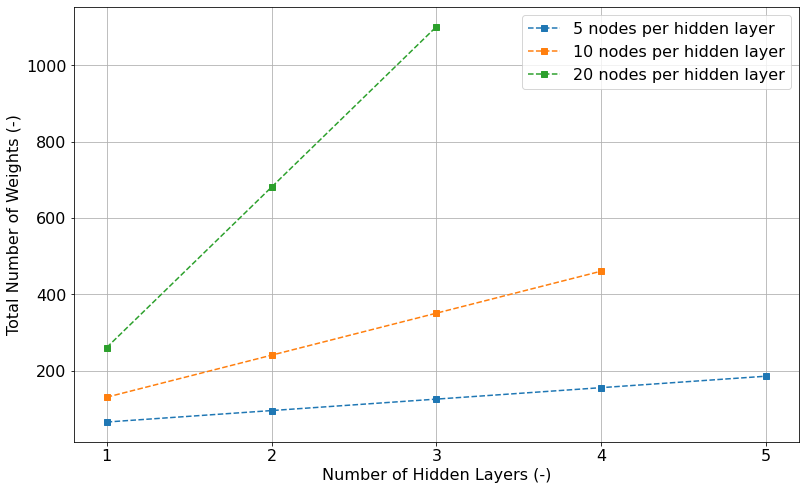 5 nodes per hidden layer
10 nodes per hidden layer
20 nodes per hidden layer
Total Number of Weights (-)
1000
800
600
400
200
1 2 3 4 5
Number of Hidden Layers (-)